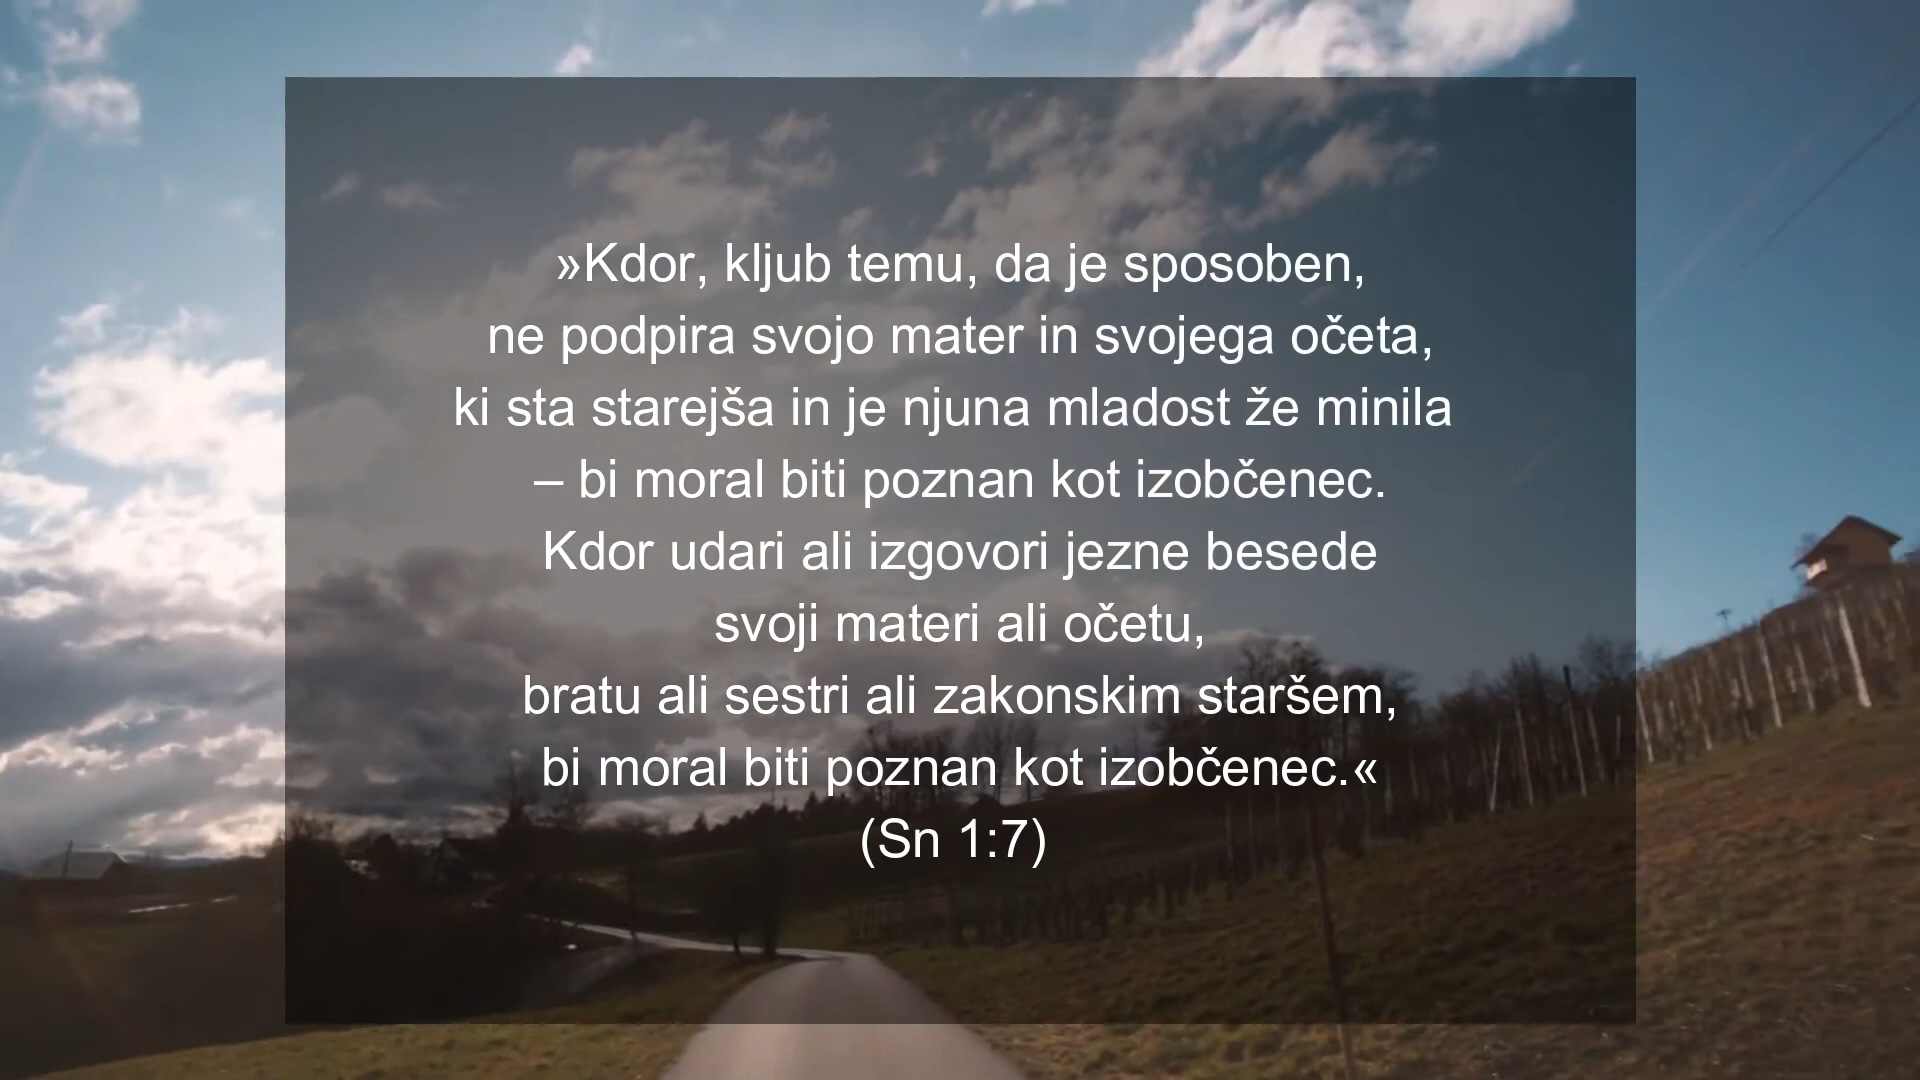 »Kdor, kljub temu, da je sposoben,
ne podpira svojo mater in svojega očeta,
ki sta starejša in je njuna mladost že minila
– bi moral biti poznan kot izobčenec.
Kdor udari ali izgovori jezne besede
svoji materi ali očetu,
bratu ali sestri ali zakonskim staršem,
bi moral biti poznan kot izobčenec.«
(Sn 1:7)